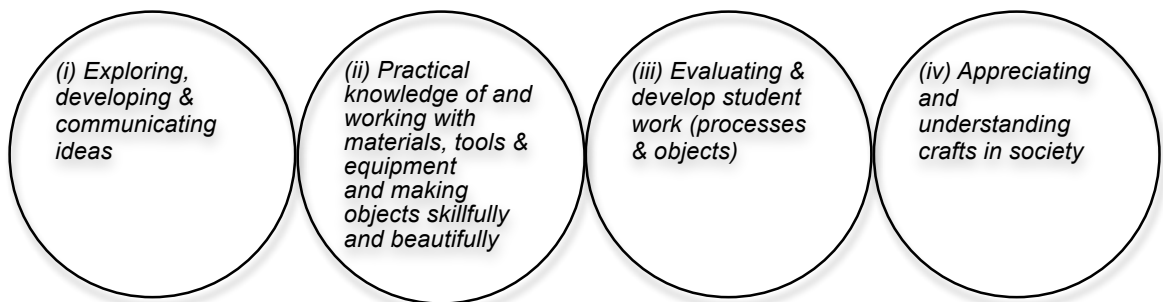 (i) Exploring,
developing &
communicating
ideas
(ii) Practical
knowledge of and
working with
materials, tools &
equipment
and making
objects skillfully
and beautifully
(iii) Evaluating &
develop student
work (processes
& objects)
(iv) Appreciating
and
understanding
crafts in society